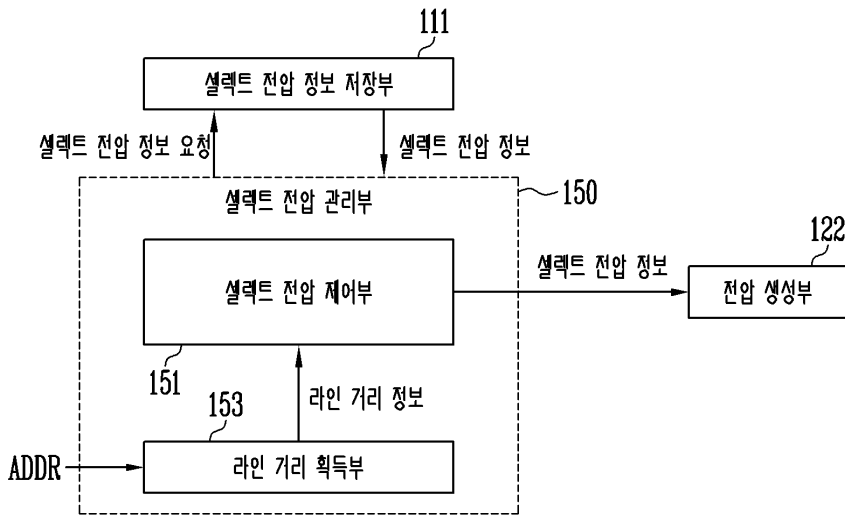 111
셀렉트 전압 정보 저장부
셀렉트 전압 정보 요청
셀렉트 전압 정보
셀렉트 전압 관리부
150
셀렉트 전압 제어부
151
셀렉트 전압 정보
122
전압 생성부
라인 거리 정보
153
라인 거리 획득부
ADDR